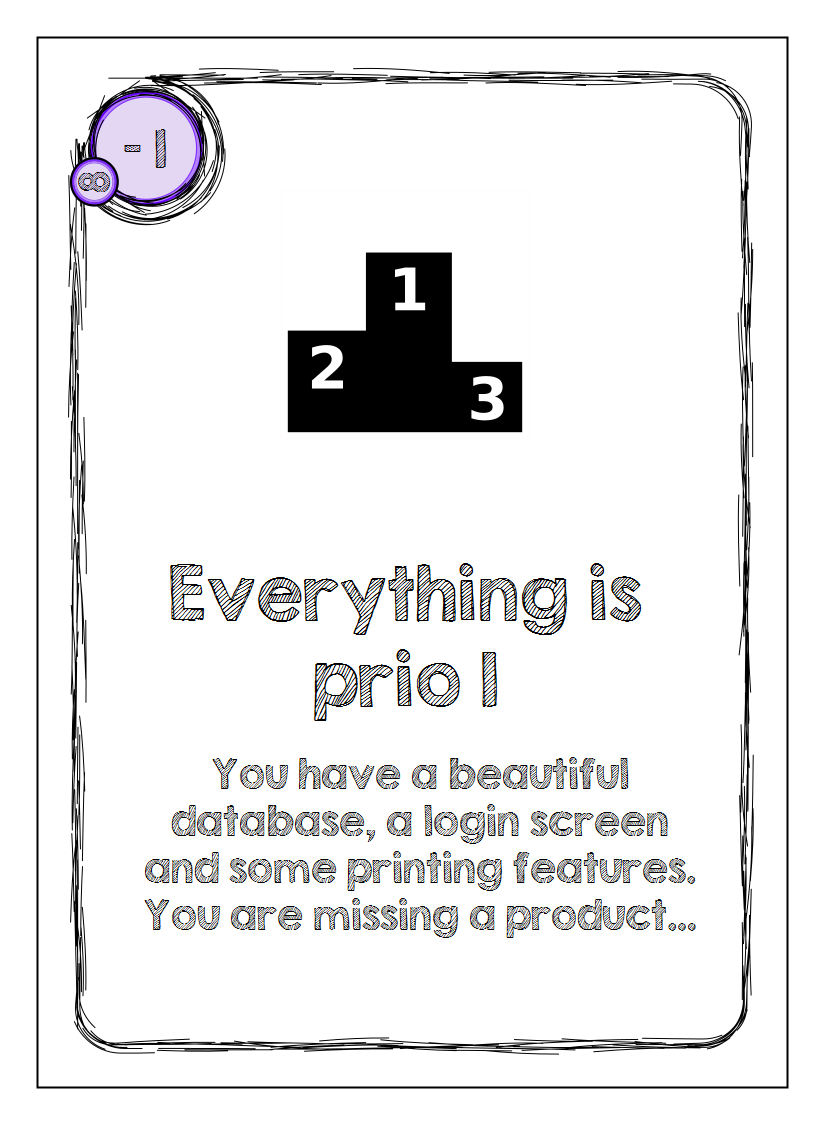 -1
∞
1
2
3
Everything is
prio 1
You have a beautiful
database, a login screen
and some printing features.
You are missing a product...